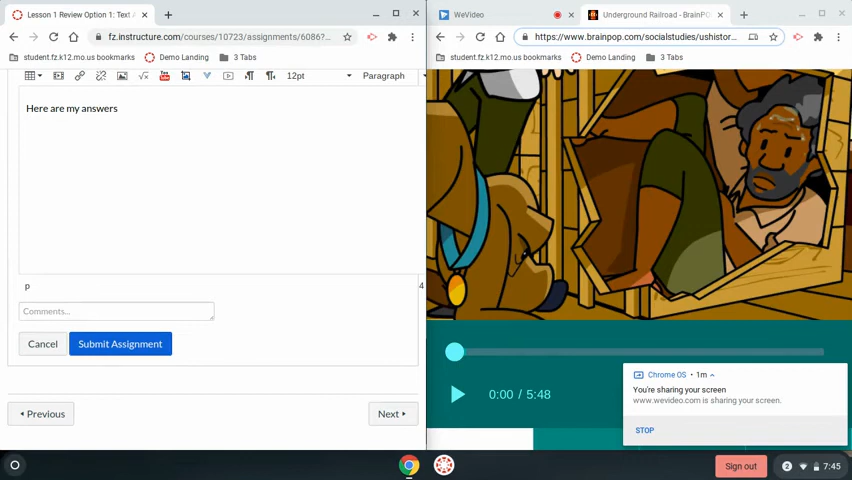 Lesson 1 Review Option 1: Text A
fz.instructure.com/courses/10723/assignments/6086?
student.fz.k12.mo.us bookmarks
Demo Landing
3 Tabs
12pt
Paragraph
Here are my answers
p
4
Comments...
Cancel
Submit Assignment
Previous
Next
WeVideo
Underground Railroad - BrainPO
https://www.brainpop.com/socialstudies/ushistor...
student.fz.k12.mo.us bookmarks
Demo Landing
3 Tabs
0:00 / 5:48
Chrome OS • 1m
You're sharing your screen
www.wevideo.com is sharing your screen.
STOP
Sign out
2
7:45